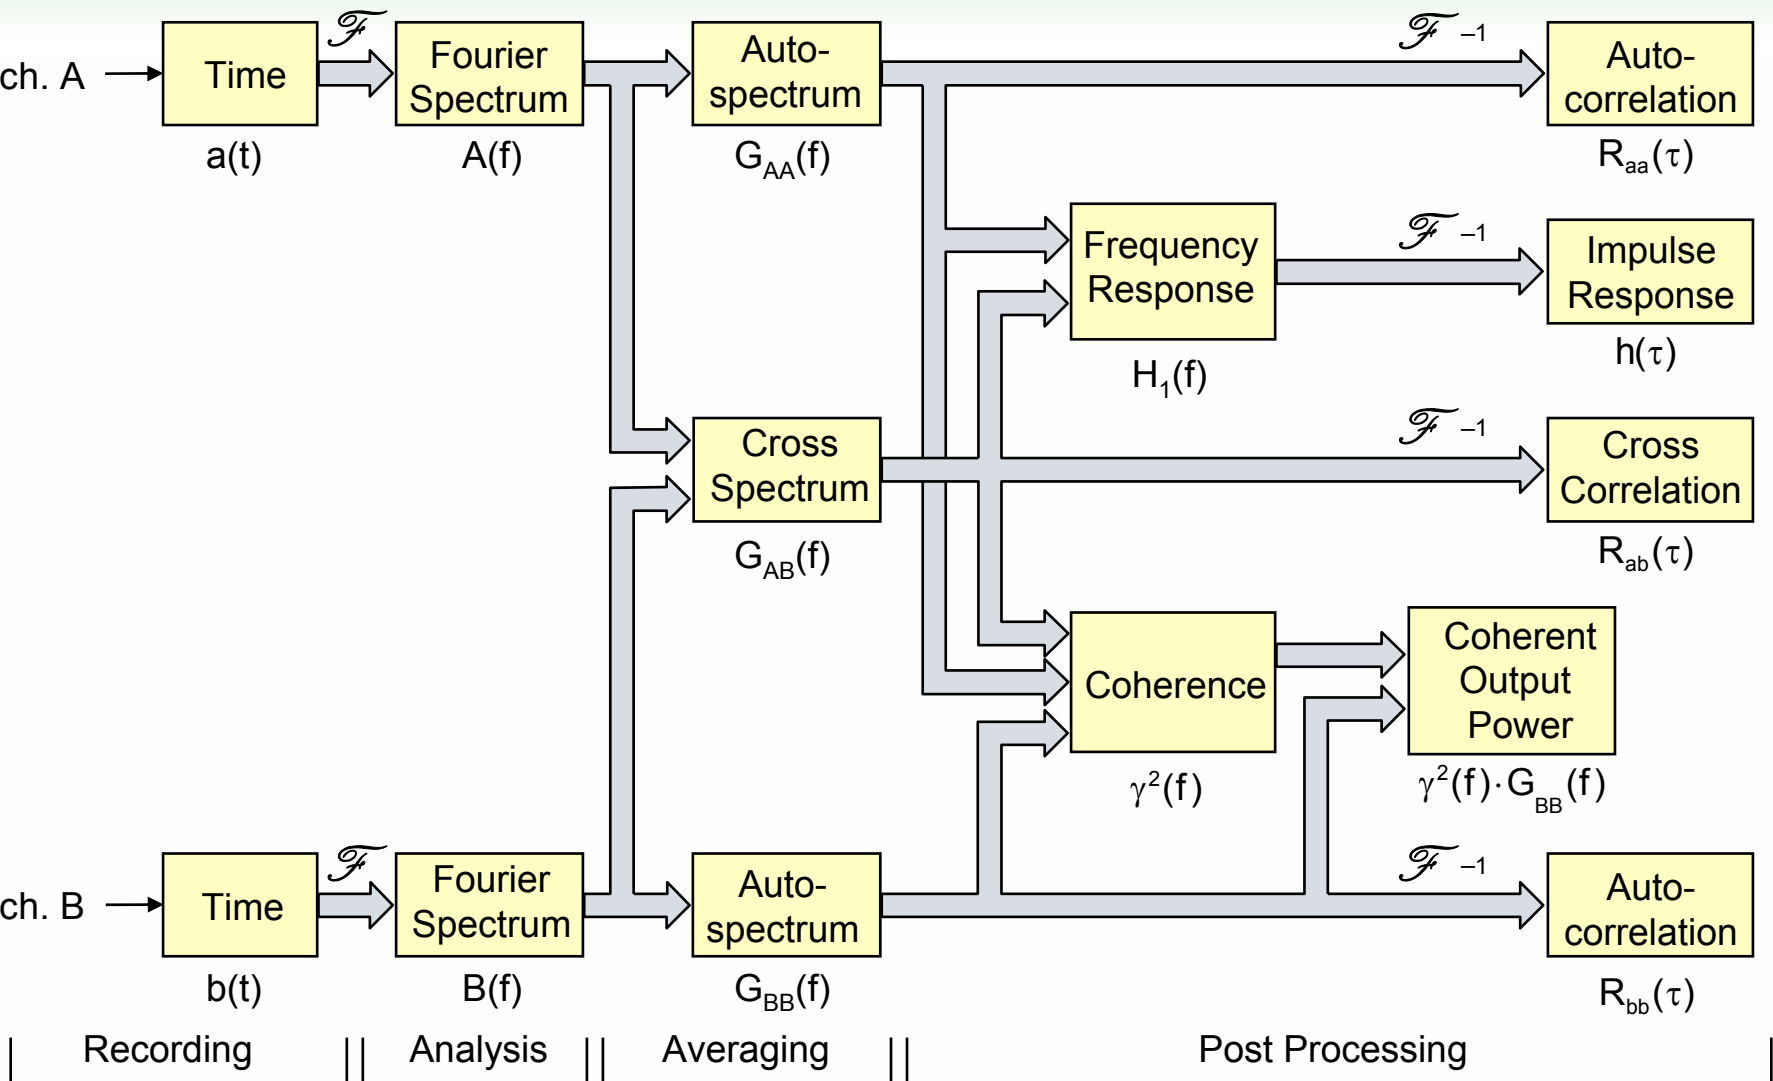 ch. A
Time
a(t)
ℱ
Fourier
Spectrum
A(f)
Auto-
spectrum
G_AA(f)
ℱ –1
Auto-
correlation
R_aa(τ)
Frequency
Response
H_1(f)
ℱ –1
Impulse
Response
h(τ)
Cross
Spectrum
G_AB(f)
ℱ –1
Cross
Correlation
R_ab(τ)
Coherence
γ²(f)
Coherent
Output
Power
γ²(f)·G_BB(f)
ch. B
Time
b(t)
ℱ
Fourier
Spectrum
B(f)
Auto-
spectrum
G_BB(f)
ℱ –1
Auto-
correlation
R_bb(τ)
Recording
Analysis
Averaging
Post Processing